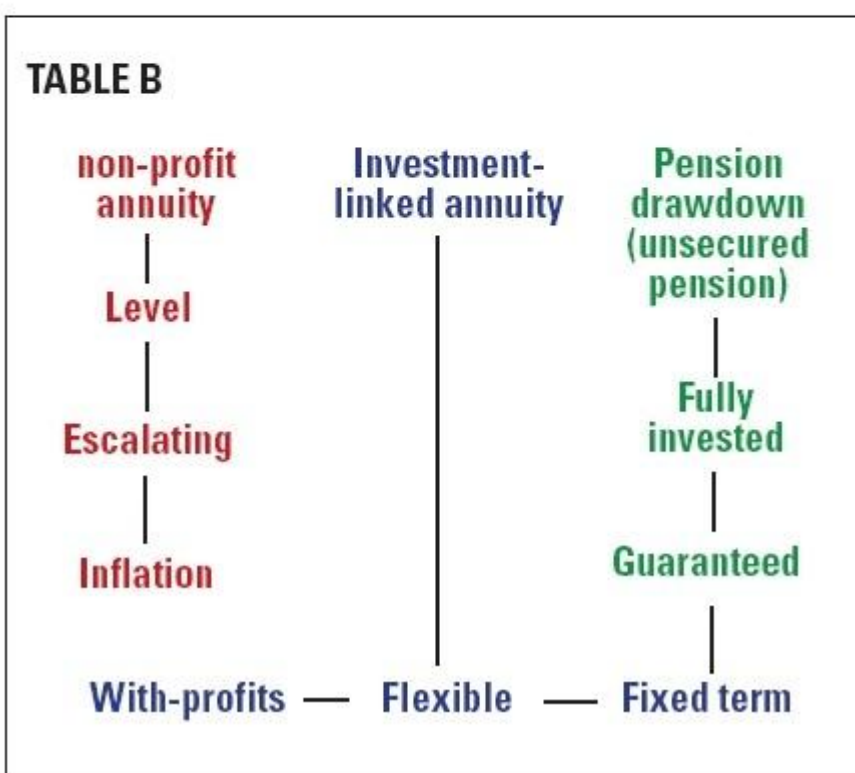 TABLE B
non-profit
annuity
Level
Escalating
Inflation
Investment-
linked annuity
Pension
drawdown
(unsecured
pension)
Fully
invested
Guaranteed
With-profits — Flexible — Fixed term